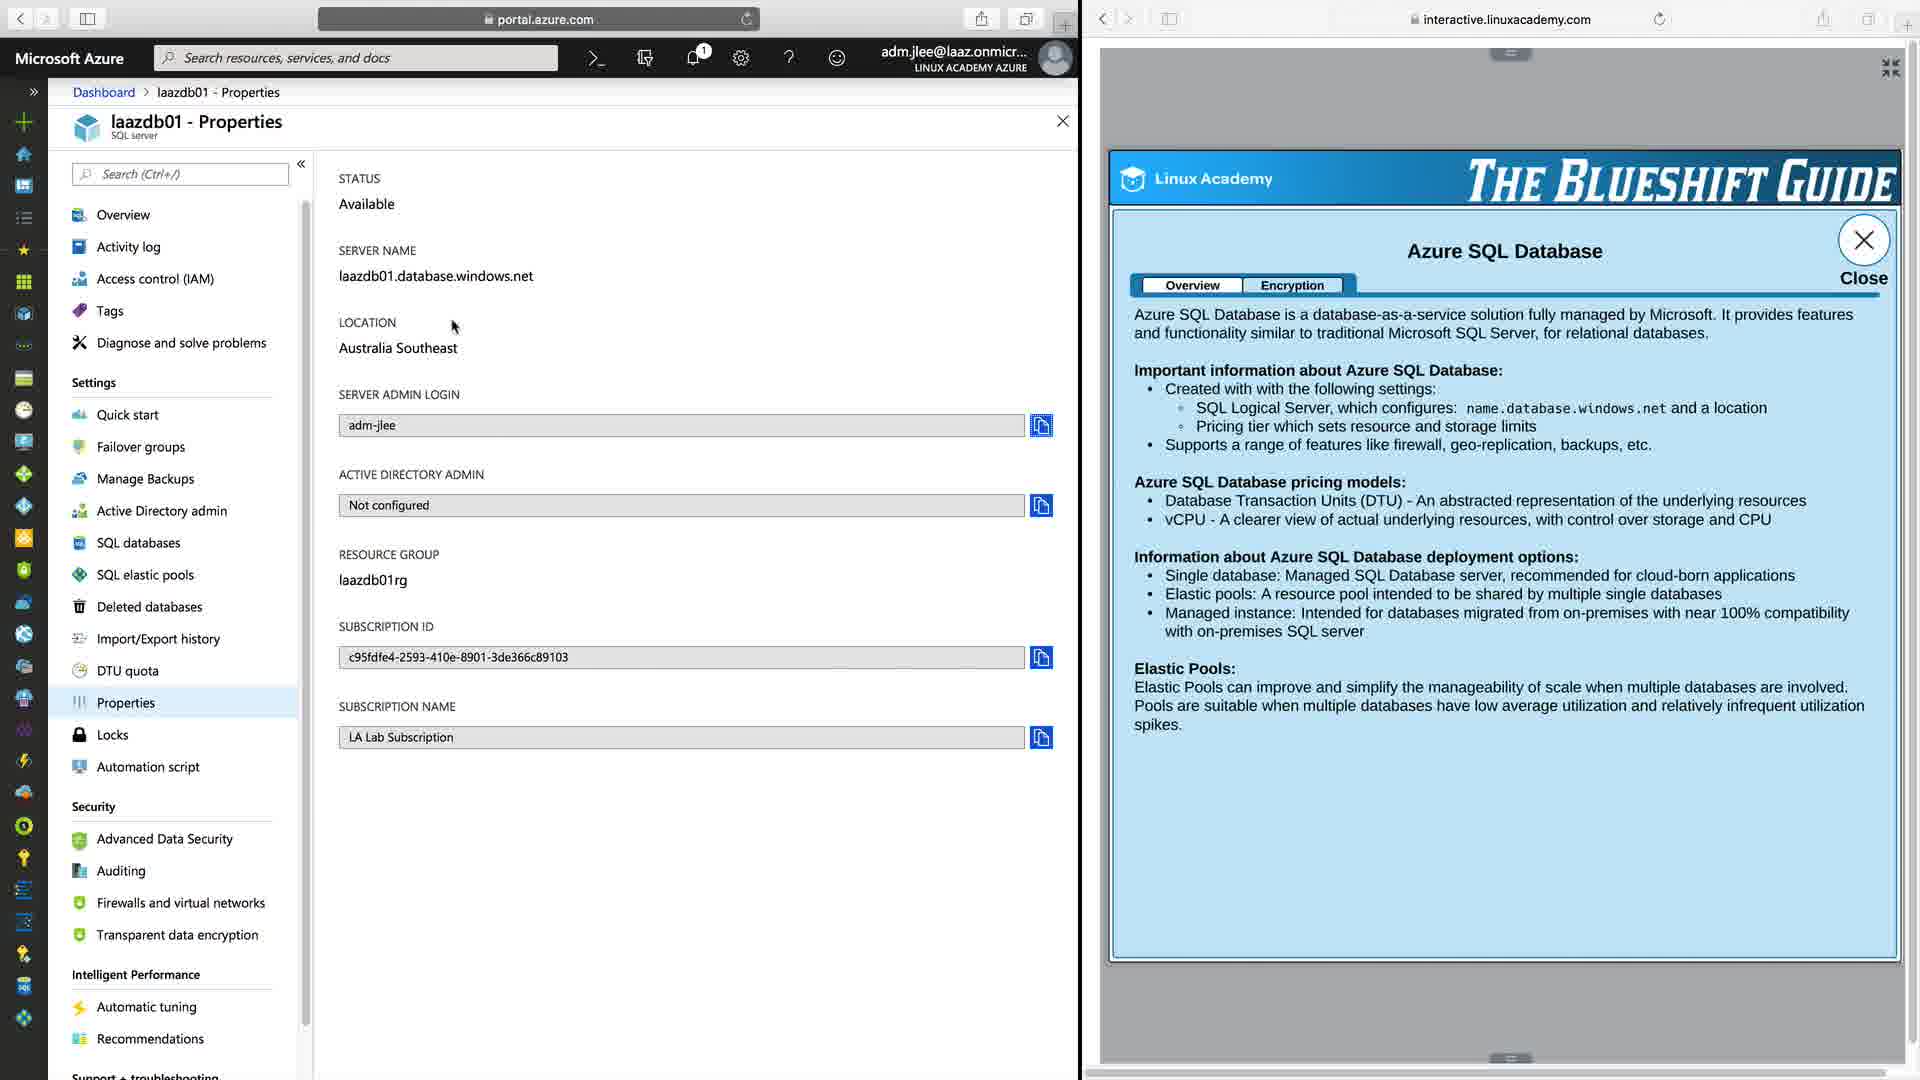 portal.azure.com
Microsoft Azure
Search resources, services, and docs
1
adm.jlee@laaz.onmicr...
LINUX ACADEMY AZURE
Dashboard > laazdb01 - Properties
laazdb01 - Properties
SQL server
Search (Ctrl+/)
Overview
Activity log
Access control (IAM)
Tags
Diagnose and solve problems
Settings
Quick start
Failover groups
Manage Backups
Active Directory admin
SQL databases
SQL elastic pools
Deleted databases
Import/Export history
DTU quota
Properties
Locks
Automation script
Security
Advanced Data Security
Auditing
Firewalls and virtual networks
Transparent data encryption
Intelligent Performance
Automatic tuning
Recommendations
Support + troubleshooting
STATUS
Available
SERVER NAME
laazdb01.database.windows.net
LOCATION
Australia Southeast
SERVER ADMIN LOGIN
adm-jlee
ACTIVE DIRECTORY ADMIN
Not configured
RESOURCE GROUP
laazdb01rg
SUBSCRIPTION ID
c95fdfe4-2593-410e-8901-3de366c89103
SUBSCRIPTION NAME
LA Lab Subscription
interactive.linuxacademy.com
Linux Academy
THE BLUESHIFT GUIDE
Azure SQL Database
Close
Overview
Encryption
Azure SQL Database is a database-as-a-service solution fully managed by Microsoft. It provides features
and functionality similar to traditional Microsoft SQL Server, for relational databases.
Important information about Azure SQL Database:
• Created with with the following settings:
◦ SQL Logical Server, which configures: name.database.windows.net and a location
◦ Pricing tier which sets resource and storage limits
• Supports a range of features like firewall, geo-replication, backups, etc.
Azure SQL Database pricing models:
• Database Transaction Units (DTU) - An abstracted representation of the underlying resources
• vCPU - A clearer view of actual underlying resources, with control over storage and CPU
Information about Azure SQL Database deployment options:
• Single database: Managed SQL Database server, recommended for cloud-born applications
• Elastic pools: A resource pool intended to be shared by multiple single databases
• Managed instance: Intended for databases migrated from on-premises with near 100% compatibility
with on-premises SQL server
Elastic Pools:
Elastic Pools can improve and simplify the manageability of scale when multiple databases are involved.
Pools are suitable when multiple databases have low average utilization and relatively infrequent utilization
spikes.